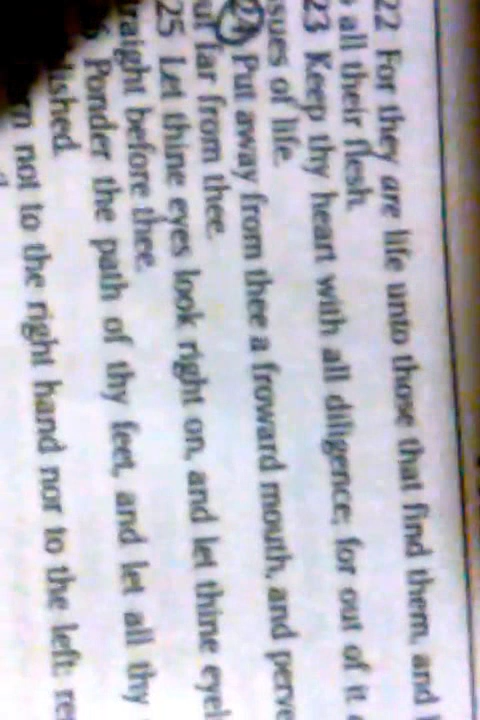 22 For they are life unto those that find them, and
all their flesh.
23 Keep thy heart with all diligence; for out of it
ssues of life.
24 Put away from thee a froward mouth, and perve
far from thee.
25 Let thine eyes look right on, and let thine eyel
raight before thee.
Ponder the path of thy feet, and let all thy
lished.
not to the right hand nor to the left: re